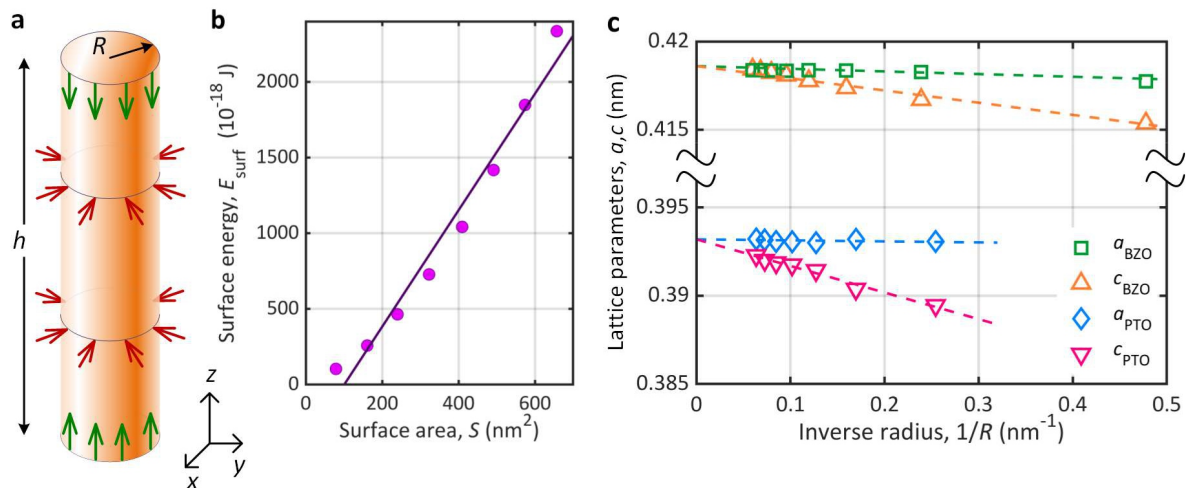 a
R
h
z
y
x
b
Surface energy, E_surf (10⁻¹⁸ J)
2000
1500
1000
500
0
0 200 400 600
Surface area, S (nm²)
c
Lattice parameters, a,c (nm)
0.42
0.415
0.395
0.39
0.385
a_BZO
c_BZO
a_PTO
c_PTO
0 0.1 0.2 0.3 0.4 0.5
Inverse radius, 1/R (nm⁻¹)